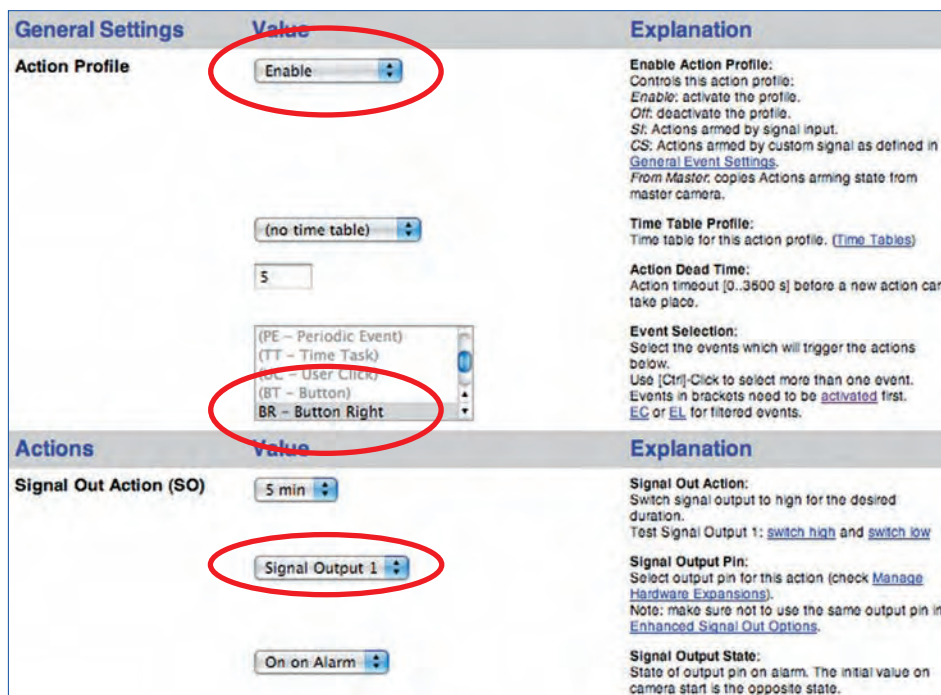 General Settings Value Explanation
Action Profile
Enable
Enable Action Profile:
Controls this action profile:
Enable: activate the profile.
Off: deactivate the profile.
SI: Actions armed by signal input.
CS: Actions armed by custom signal as defined in
General Event Settings.
From Master: copies Actions arming state from
master camera.
(no time table)
Time Table Profile:
Time table for this action profile. (Time Tables)
5
Action Dead Time:
Action timeout [0..3600 s] before a new action can
take place.
(PE – Periodic Event)
(TT – Time Task)
(UC – User Click)
(BT – Button)
BR – Button Right
Event Selection:
Select the events which will trigger the actions
below.
Use [Ctrl]-Click to select more than one event.
Events in brackets need to be activated first.
EC or EL for filtered events.
Actions Value Explanation
Signal Out Action (SO)
5 min
Signal Out Action:
Switch signal output to high for the desired
duration.
Test Signal Output 1: switch high and switch low
Signal Output 1
Signal Output Pin:
Select output pin for this action (check Manage
Hardware Expansions).
Note: make sure not to use the same output pin in
Enhanced Signal Out Options.
On on Alarm
Signal Output State:
State of output pin on alarm. The initial value on
camera start is the opposite state.